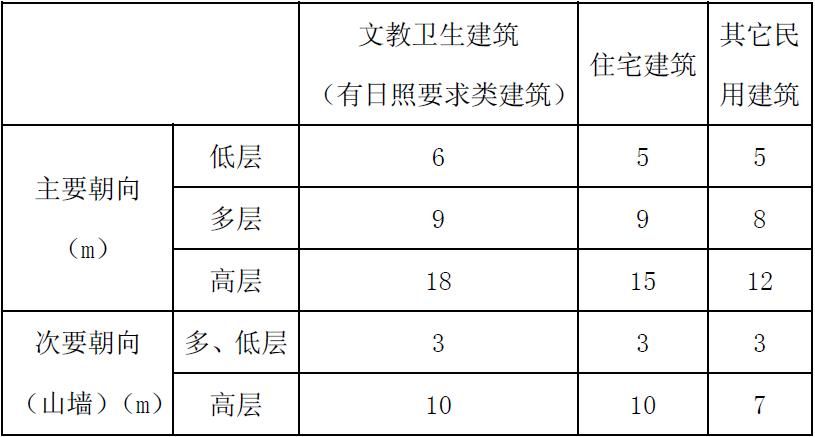 文教卫生建筑
（有日照要求类建筑）
住宅建筑
其它民
用建筑
主要朝向
（m）
低层
6
5
5
多层
9
9
8
高层
18
15
12
次要朝向
（山墙）（m）
多、低层
3
3
3
高层
10
10
7